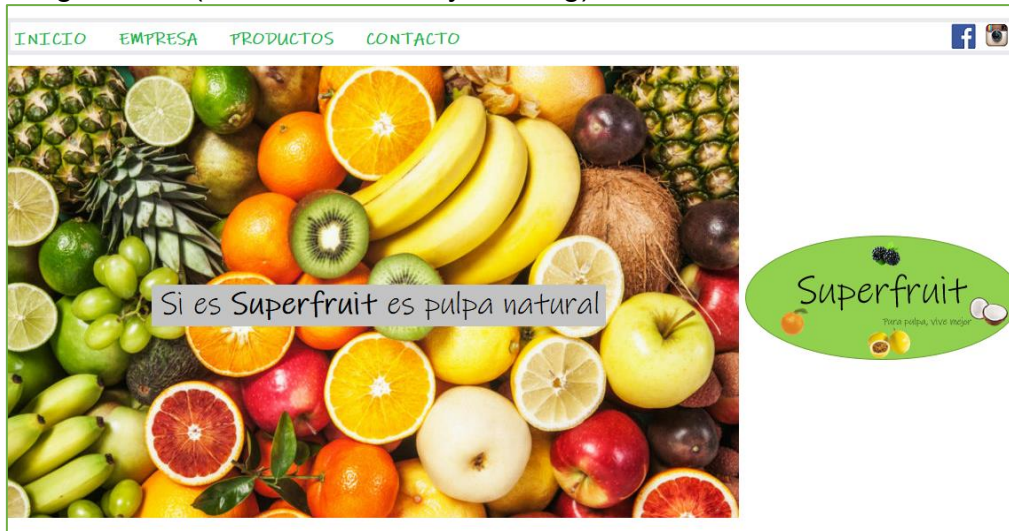 INICIO EMPRESA PRODUCTOS CONTACTO
Si es Superfruit es pulpa natural
Superfruit
Pura pulpa, vive mejor